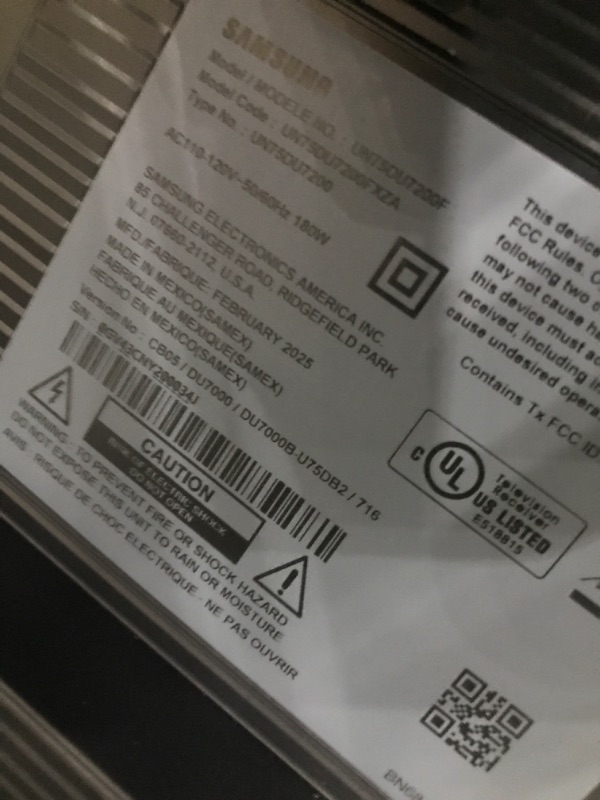 SAMSUNG
Model / MODELE NO. : UN75DU7200F
Model Code : UN75DU7200FXZA
Type No. : UN75DU7200
AC110-120V~50/60Hz 180W
SAMSUNG ELECTRONICS AMERICA INC.
85 CHALLENGER ROAD. RIDGEFIELD PARK
N.J. 07660-2112. U.S.A.
MFD./FABRIQUE. FEBRUARY 2025
MADE IN MEXICO(SAMEX)
FABRIQUE AU MEXIQUE(SAMEX)
HECHO EN MEXICO(SAMEX)
Version No : CB05 / DU7000 / DU7000B-U75DB2 / 716
S/N :
CAUTION
RISK OF ELECTRIC SHOCK
DO NOT OPEN
WARNING : TO PREVENT FIRE OR SHOCK HAZARD
DO NOT EXPOSE THIS UNIT TO RAIN OR MOISTURE
AVIS : RISQUE DE CHOC ELECTRIQUE . NE PAS OUVRIR
This device
FCC Rules.
following two
may not cause
this device must
received, including
cause undesired
Contains Tx FCC ID
C UL US LISTED
Television
Receiver
E518815